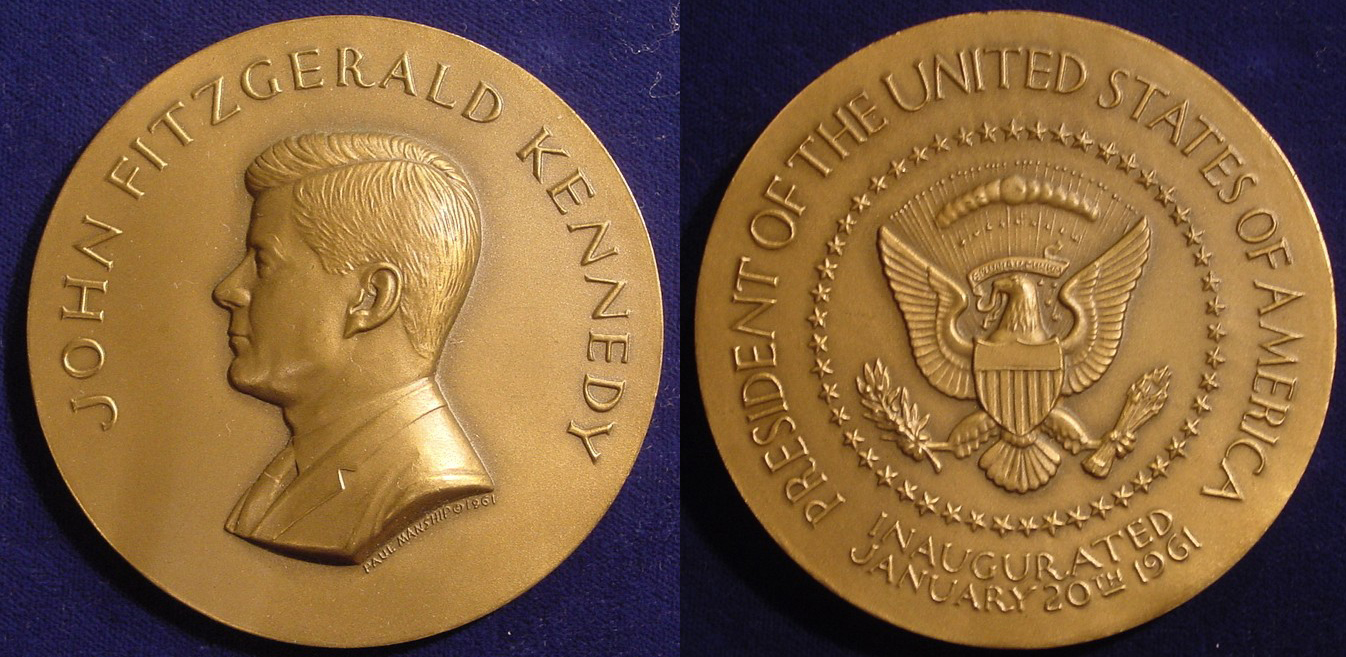 JOHN FITZGERALD KENNEDY
PAUL MANSHIP © 1961
PRESIDENT OF THE UNITED STATES OF AMERICA
INAUGURATED
JANUARY 20TH 1961